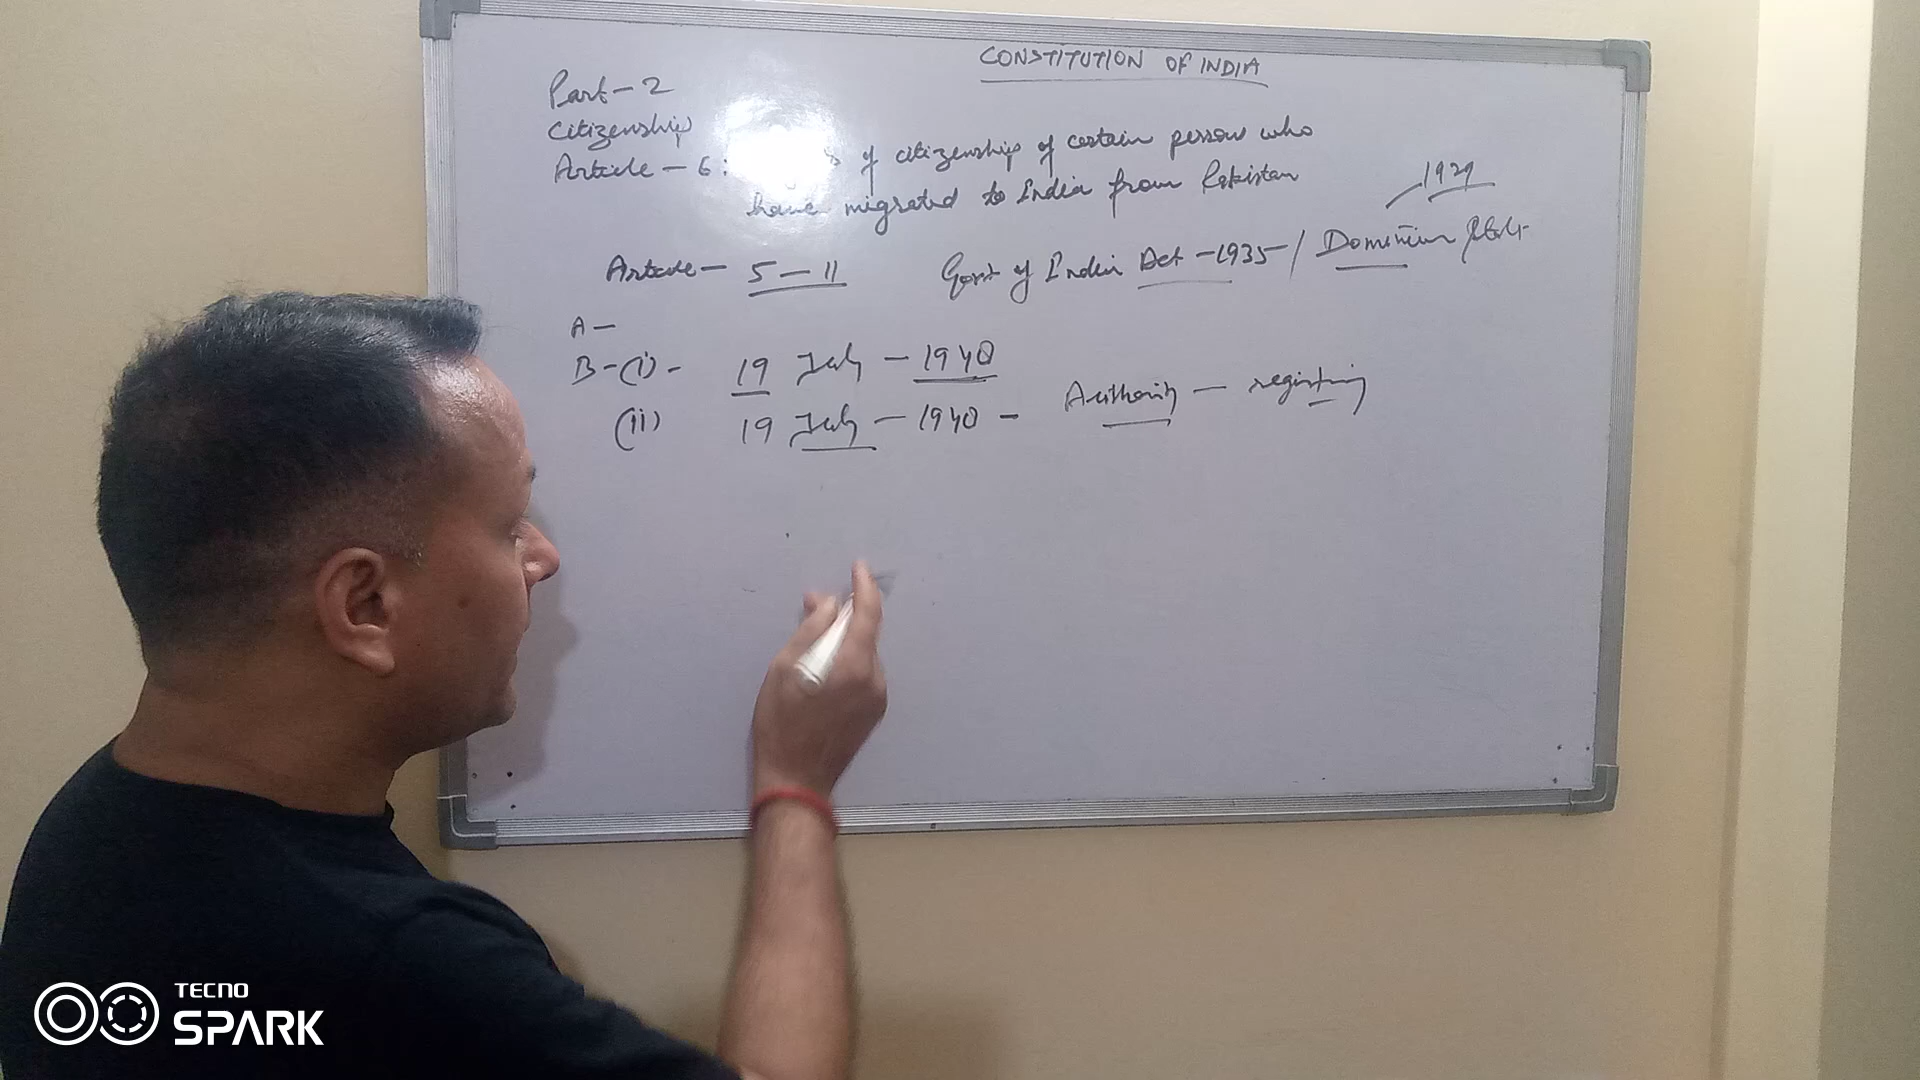 CONSTITUTION OF INDIA
Part-2
Citizenship
Article-6: of citizenship of certain persons who
have migrated to India from Pakistan
1929
Article- 5-11
Govt of India Act-1935-/ Dominion
A-
B-(i)- 19 July-1948
(ii) 19 July-1948- Authority- registring
TECNO
SPARK